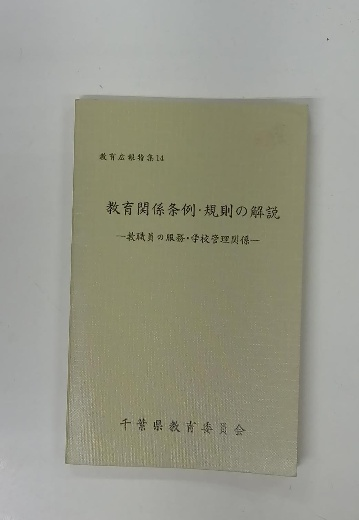 教育広報特集14
教育関係条例・規則の解説
―教職員の服務・学校管理関係―
千葉県教育委員会